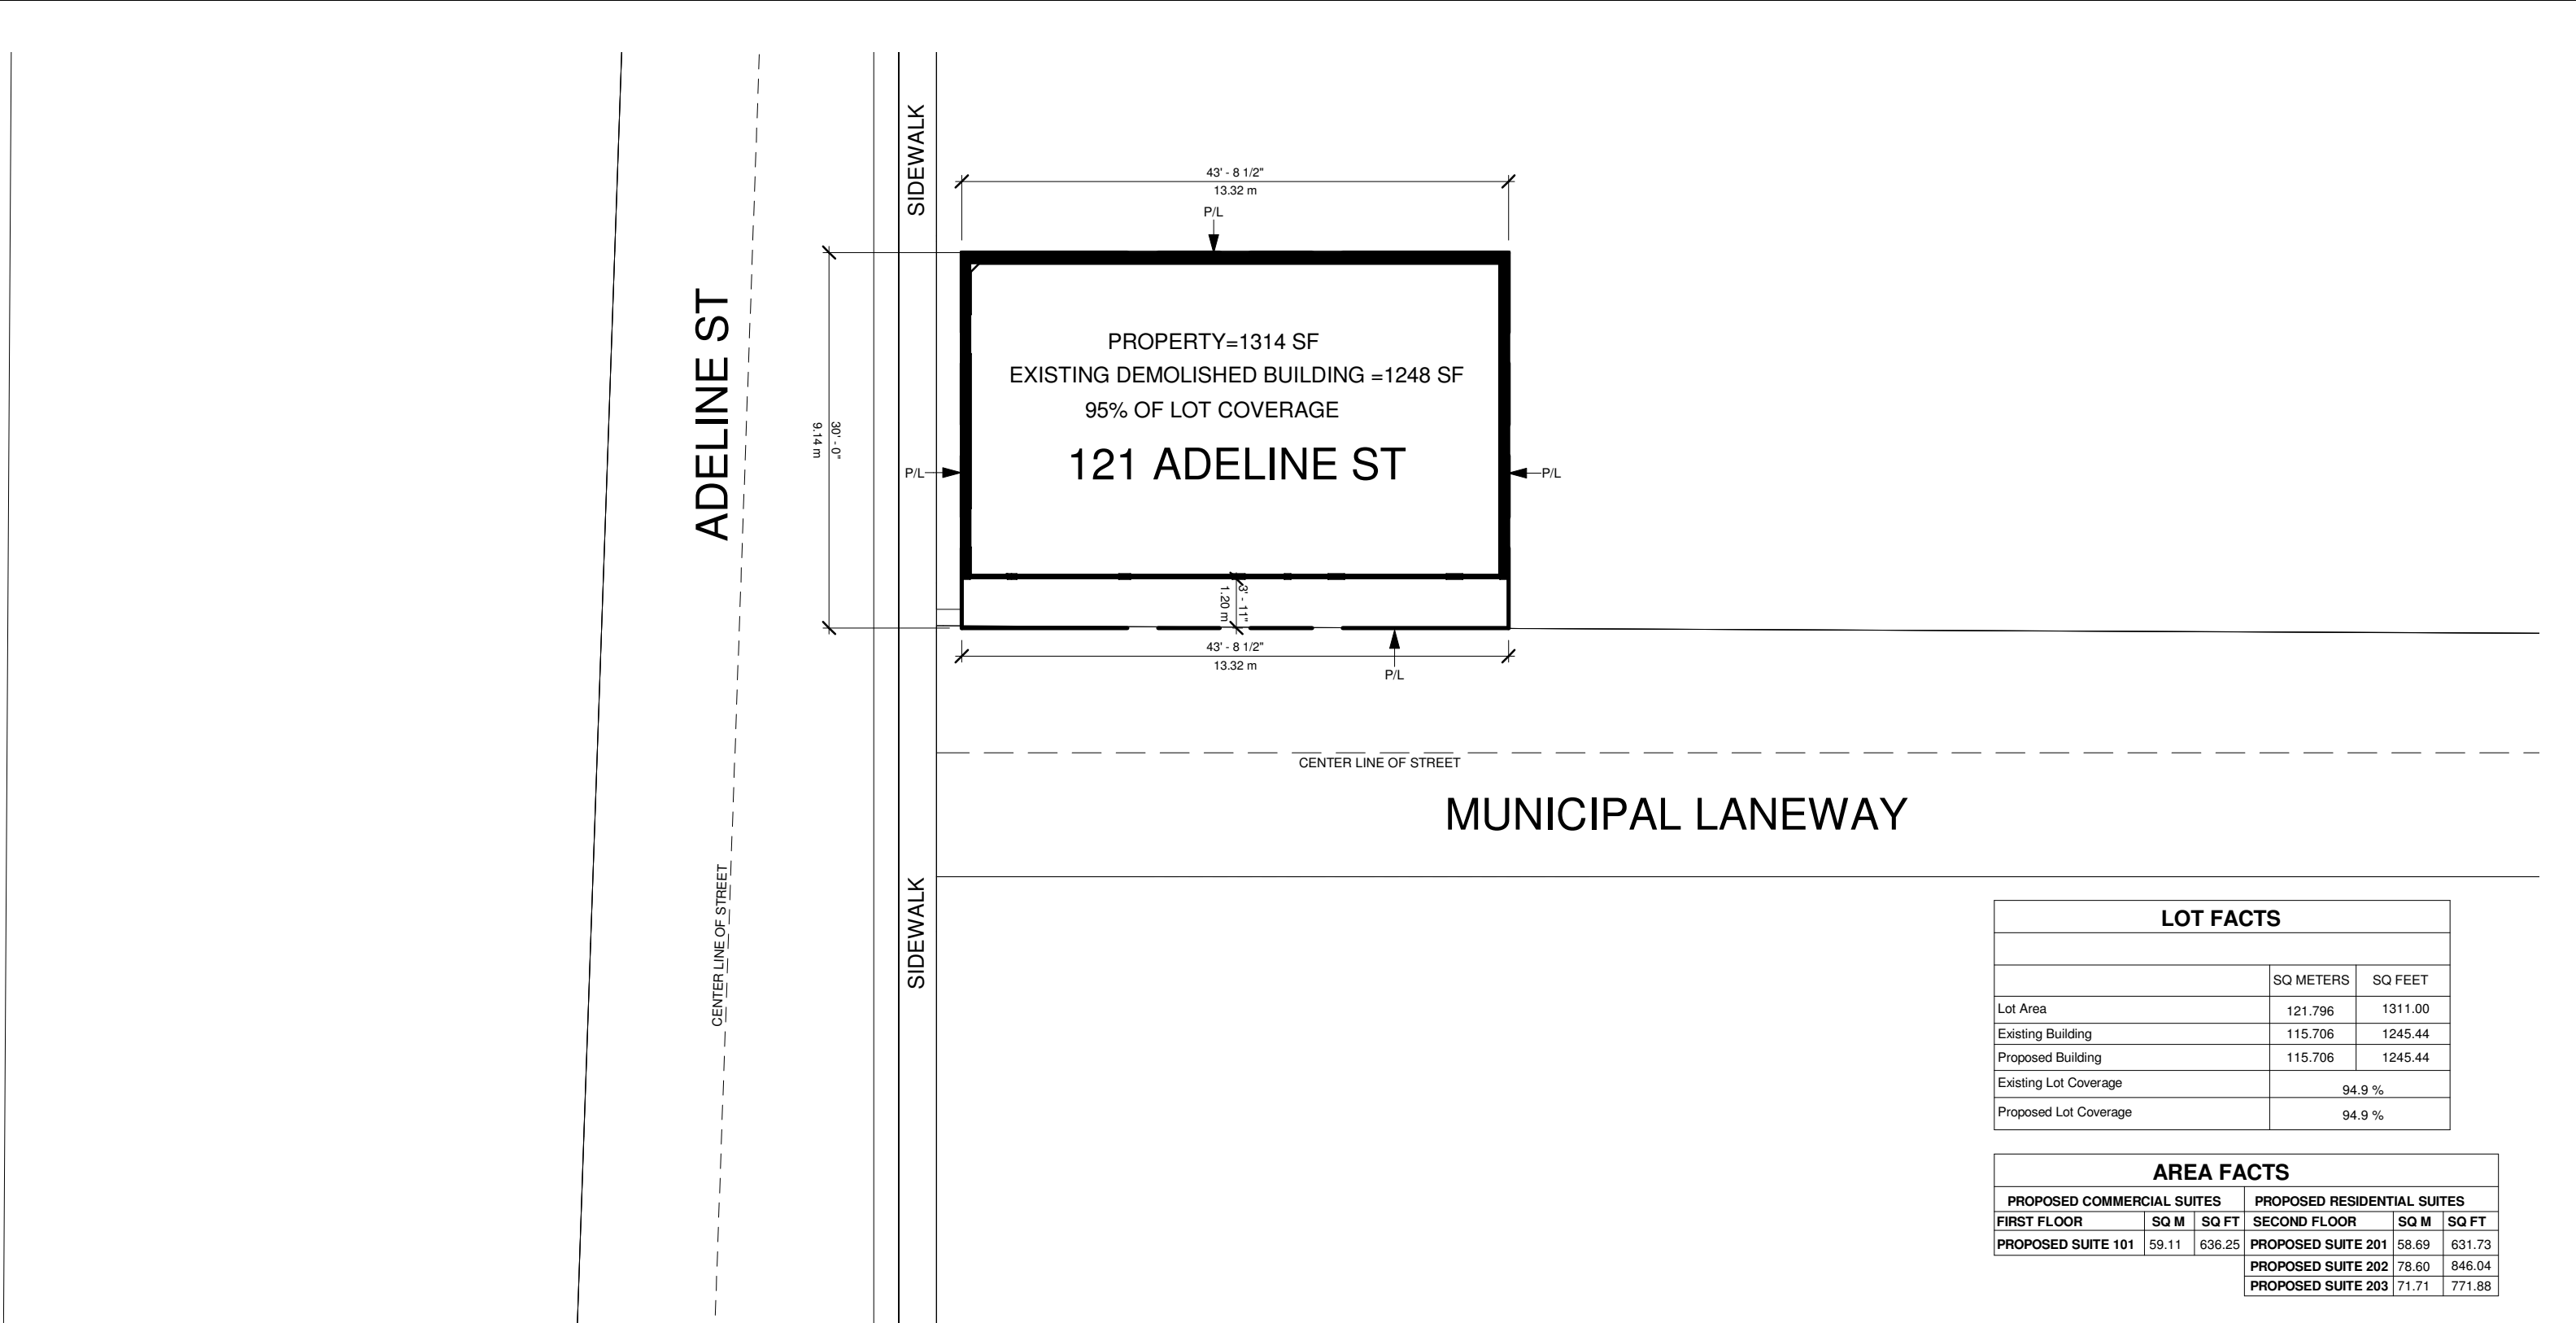 SIDEWALK
43' - 8 1/2"
13.32 m
P/L
ADELINE ST
30' - 0"
9.14 m
PROPERTY=1314 SF
EXISTING DEMOLISHED BUILDING =1248 SF
95% OF LOT COVERAGE
121 ADELINE ST
P/L
P/L
3' - 11"
1.20 m
43' - 8 1/2"
13.32 m
P/L
CENTER LINE OF STREET
MUNICIPAL LANEWAY
CENTER LINE OF STREET
SIDEWALK
LOT FACTS
SQ METERS SQ FEET
Lot Area 121.796 1311.00
Existing Building 115.706 1245.44
Proposed Building 115.706 1245.44
Existing Lot Coverage 94.9 %
Proposed Lot Coverage 94.9 %
AREA FACTS
PROPOSED COMMERCIAL SUITES PROPOSED RESIDENTIAL SUITES
FIRST FLOOR SQ M SQ FT SECOND FLOOR SQ M SQ FT
PROPOSED SUITE 101 59.11 636.25 PROPOSED SUITE 201 58.69 631.73
PROPOSED SUITE 202 78.60 846.04
PROPOSED SUITE 203 71.71 771.88